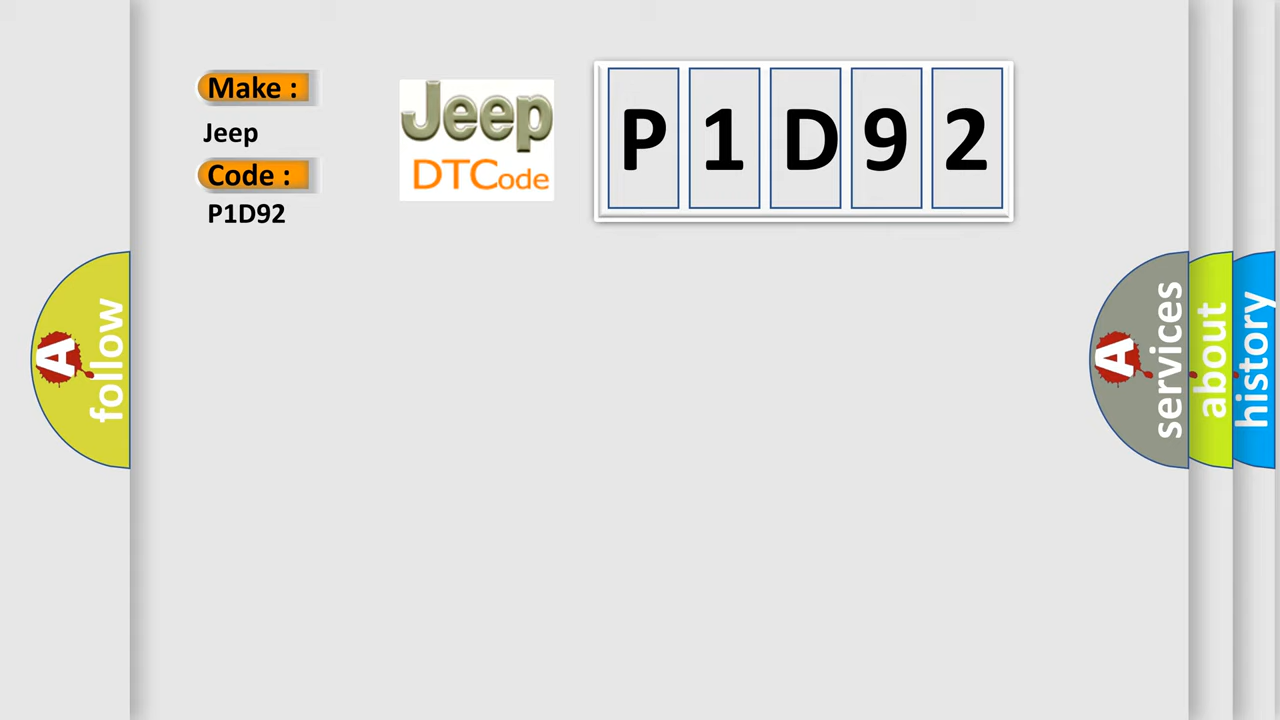 Make :
Jeep
Code :
P1D92
Jeep
DTCode
P 1 D 9 2
A follow
A services
about
history